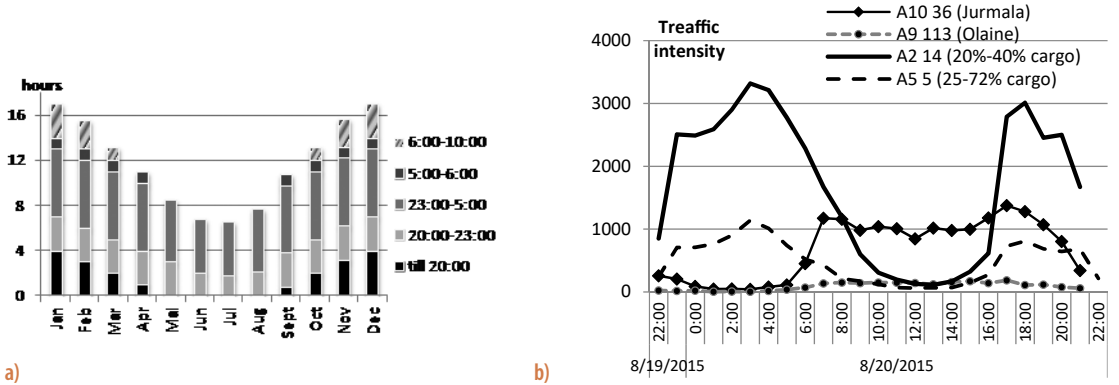 hours
16
12
8
4
0
Jan
Feb
Mar
Apr
Mai
Jun
Jul
Aug
Sept
Oct
Nov
Dec
6:00-10:00
5:00-6:00
23:00-5:00
20:00-23:00
till 20:00
a)
Treaffic
intensity
A10 36 (Jurmala)
A9 113 (Olaine)
A2 14 (20%-40% cargo)
A5 5 (25-72% cargo)
4000
3000
2000
1000
0
22:00
0:00
2:00
4:00
6:00
8:00
10:00
12:00
14:00
16:00
18:00
20:00
22:00
8/19/2015
8/20/2015
b)